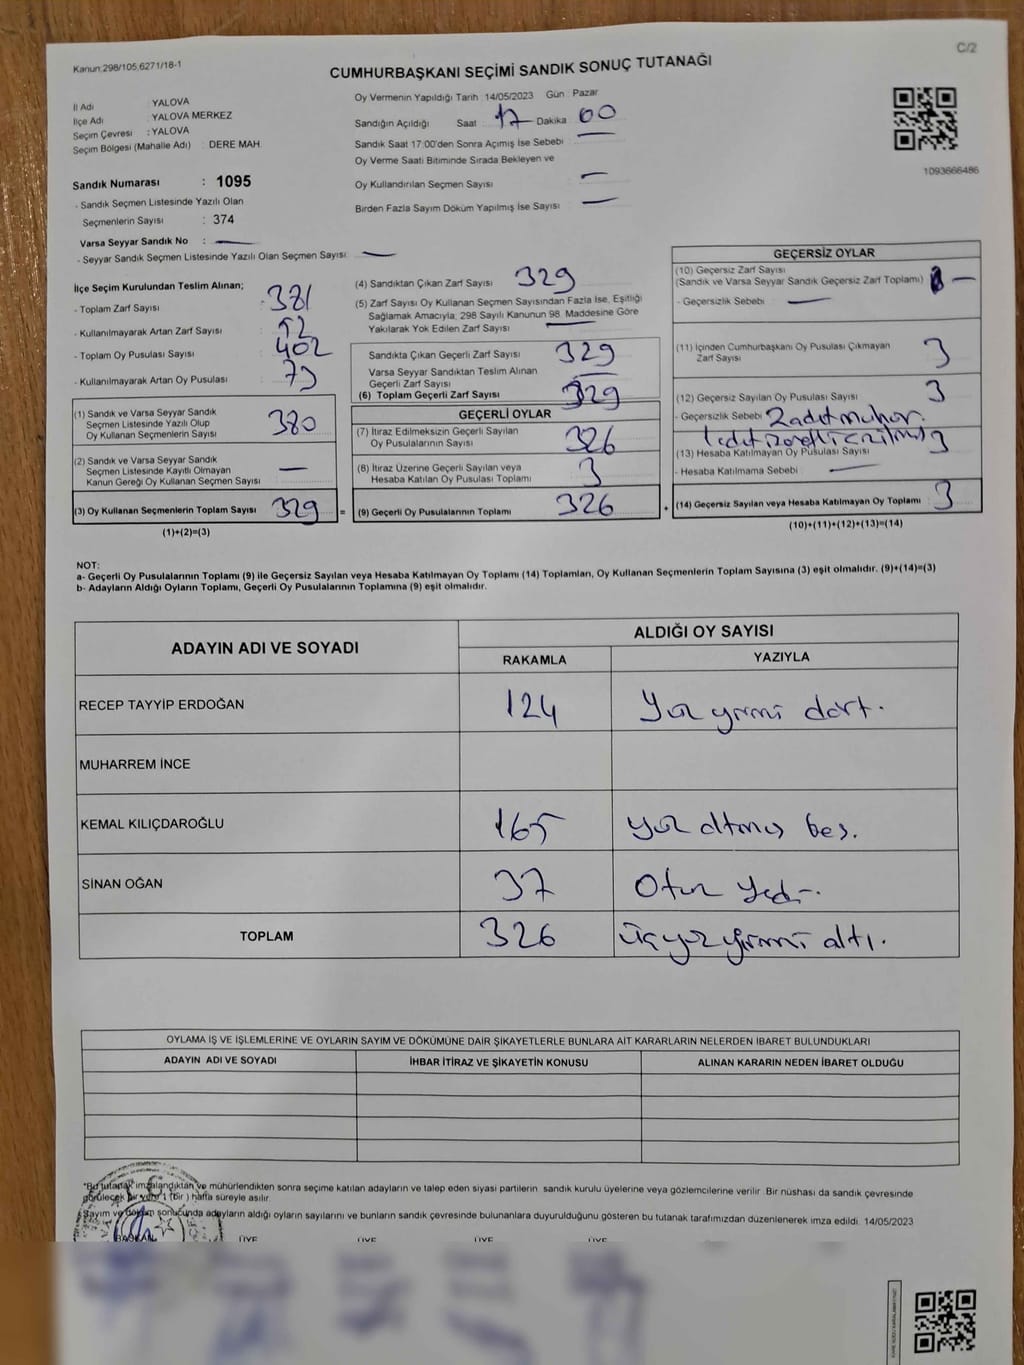 C/2
Kanun:298/105,6271/18-1
CUMHURBAŞKANI SEÇİMİ SANDIK SONUÇ TUTANAĞI
İl Adı YALOVA
İlçe Adı : YALOVA MERKEZ
Seçim Çevresi : YALOVA
Seçim Bölgesi (Mahalle Adı) : DERE MAH.
Oy Vermenin Yapıldığı Tarih 14/05/2023 Gün : Pazar
Sandığın Açıldığı Saat : 17 Dakika 00
Sandık Saat 17:00'den Sonra Açımış İse Sebebi : —
Oy Verme Saati Bitiminde Sırada Bekleyen ve
Oy Kullandırılan Seçmen Sayısı : —
Birden Fazla Sayım Döküm Yapılmış İse Sayısı : —
1093666486
Sandık Numarası : 1095
- Sandık Seçmen Listesinde Yazılı Olan
Seçmenlerin Sayısı : 374
Varsa Seyyar Sandık No : —
- Seyyar Sandık Seçmen Listesinde Yazılı Olan Seçmen Sayısı : —
İlçe Seçim Kurulundan Teslim Alınan;
- Toplam Zarf Sayısı : 381
- Kullanılmayarak Artan Zarf Sayısı : 52
- Toplam Oy Pusulası Sayısı : 402
- Kullanılmayarak Artan Oy Pusulası : 73
(1) Sandık ve Varsa Seyyar Sandık
Seçmen Listesinde Yazılı Olup
Oy Kullanan Seçmenlerin Sayısı 380
(2) Sandık ve Varsa Seyyar Sandık
Seçmen Listesinde Kayıtlı Olmayan
Kanun Gereği Oy Kullanan Seçmen Sayısı —
(3) Oy Kullanan Seçmenlerin Toplam Sayısı 329 =
(1)+(2)=(3)
(4) Sandıktan Çıkan Zarf Sayısı 329
(5) Zarf Sayısı Oy Kullanan Seçmen Sayısından Fazla İse, Eşitliği
Sağlamak Amacıyla; 298 Sayılı Kanunun 98. Maddesine Göre
Yakılarak Yok Edilen Zarf Sayısı —
Sandıkta Çıkan Geçerli Zarf Sayısı 329
Varsa Seyyar Sandıktan Teslim Alınan
Geçerli Zarf Sayısı —
(6) Toplam Geçerli Zarf Sayısı 329
GEÇERLİ OYLAR
(7) İtiraz Edilmeksizin Geçerli Sayılan
Oy Pusulalarının Sayısı 326
(8) İtiraz Üzerine Geçerli Sayılan veya
Hesaba Katılan Oy Pusulası Toplamı 3
(9) Geçerli Oy Pusulalarının Toplamı 326 +
GEÇERSİZ OYLAR
(10) Geçersiz Zarf Sayısı
(Sandık ve Varsa Seyyar Sandık Geçersiz Zarf Toplamı) —
- Geçersizlik Sebebi : —
(11) İçinden Cumhurbaşkanı Oy Pusulası Çıkmayan
Zarf Sayısı 3
(12) Geçersiz Sayılan Oy Pusulası Sayısı 3
- Geçersizlik Sebebi 2 adet
1 adet
(13) Hesaba Katılmayan Oy Pusulası Sayısı 3
- Hesaba Katılmama Sebebi —
(14) Geçersiz Sayılan veya Hesaba Katılmayan Oy Toplamı 3
(10)+(11)+(12)+(13)=(14)
NOT:
a- Geçerli Oy Pusulalarının Toplamı (9) ile Geçersiz Sayılan veya Hesaba Katılmayan Oy Toplamı (14) Toplamları, Oy Kullanan Seçmenlerin Toplam Sayısına (3) eşit olmalıdır. (9)+(14)=(3)
b- Adayların Aldığı Oyların Toplamı, Geçerli Oy Pusulalarının Toplamına (9) eşit olmalıdır.
ADAYIN ADI VE SOYADI
ALDIĞI OY SAYISI
RAKAMLA YAZIYLA
RECEP TAYYİP ERDOĞAN 124 Yüz yirmi dört.
MUHARREM İNCE
KEMAL KILIÇDAROĞLU 165 yüz altmış beş.
SİNAN OĞAN 37 Otuz Yedi.
TOPLAM 326 üçyüz yirmi altı.
OYLAMA İŞ VE İŞLEMLERİNE VE OYLARIN SAYIM VE DÖKÜMÜNE DAİR ŞİKAYETLERLE BUNLARA AİT KARARLARIN NELERDEN İBARET BULUNDUKLARI
ADAYIN ADI VE SOYADI İHBAR İTİRAZ VE ŞİKAYETİN KONUSU ALINAN KARARIN NEDEN İBARET OLDUĞU
*Bu tutanak imzalandıktan ve mühürlendikten sonra seçime katılan adayların ve talep eden siyasi partilerin sandık kurulu üyelerine veya gözlemcilerine verilir. Bir nüshası da sandık çevresinde
görülecek bir yere 1 (bir) hafta süreyle asılır.
Sayım ve döküm sonucunda adayların aldığı oyların sayılarını ve bunların sandık çevresinde bulunanlara duyurulduğunu gösteren bu tutanak tarafımızdan düzenlenerek imza edildi. 14/05/2023
BAŞKAN ÜYE ÜYE ÜYE ÜYE